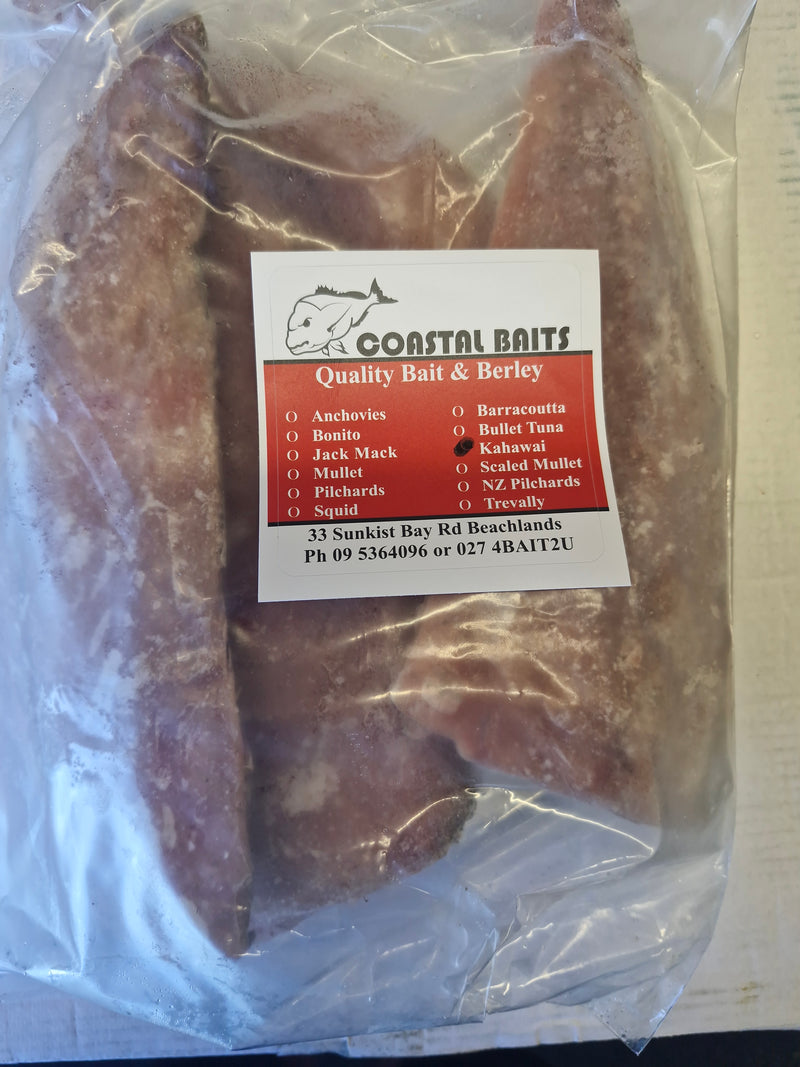 COASTAL BAITS
Quality Bait & Berley
O Anchovies
O Bonito
O Jack Mack
O Mullet
O Pilchards
O Squid
O Barracoutta
O Bullet Tuna
Kahawai
O Scaled Mullet
O NZ Pilchards
O Trevally
33 Sunkist Bay Rd Beachlands
Ph 09 5364096 or 027 4BAIT2U